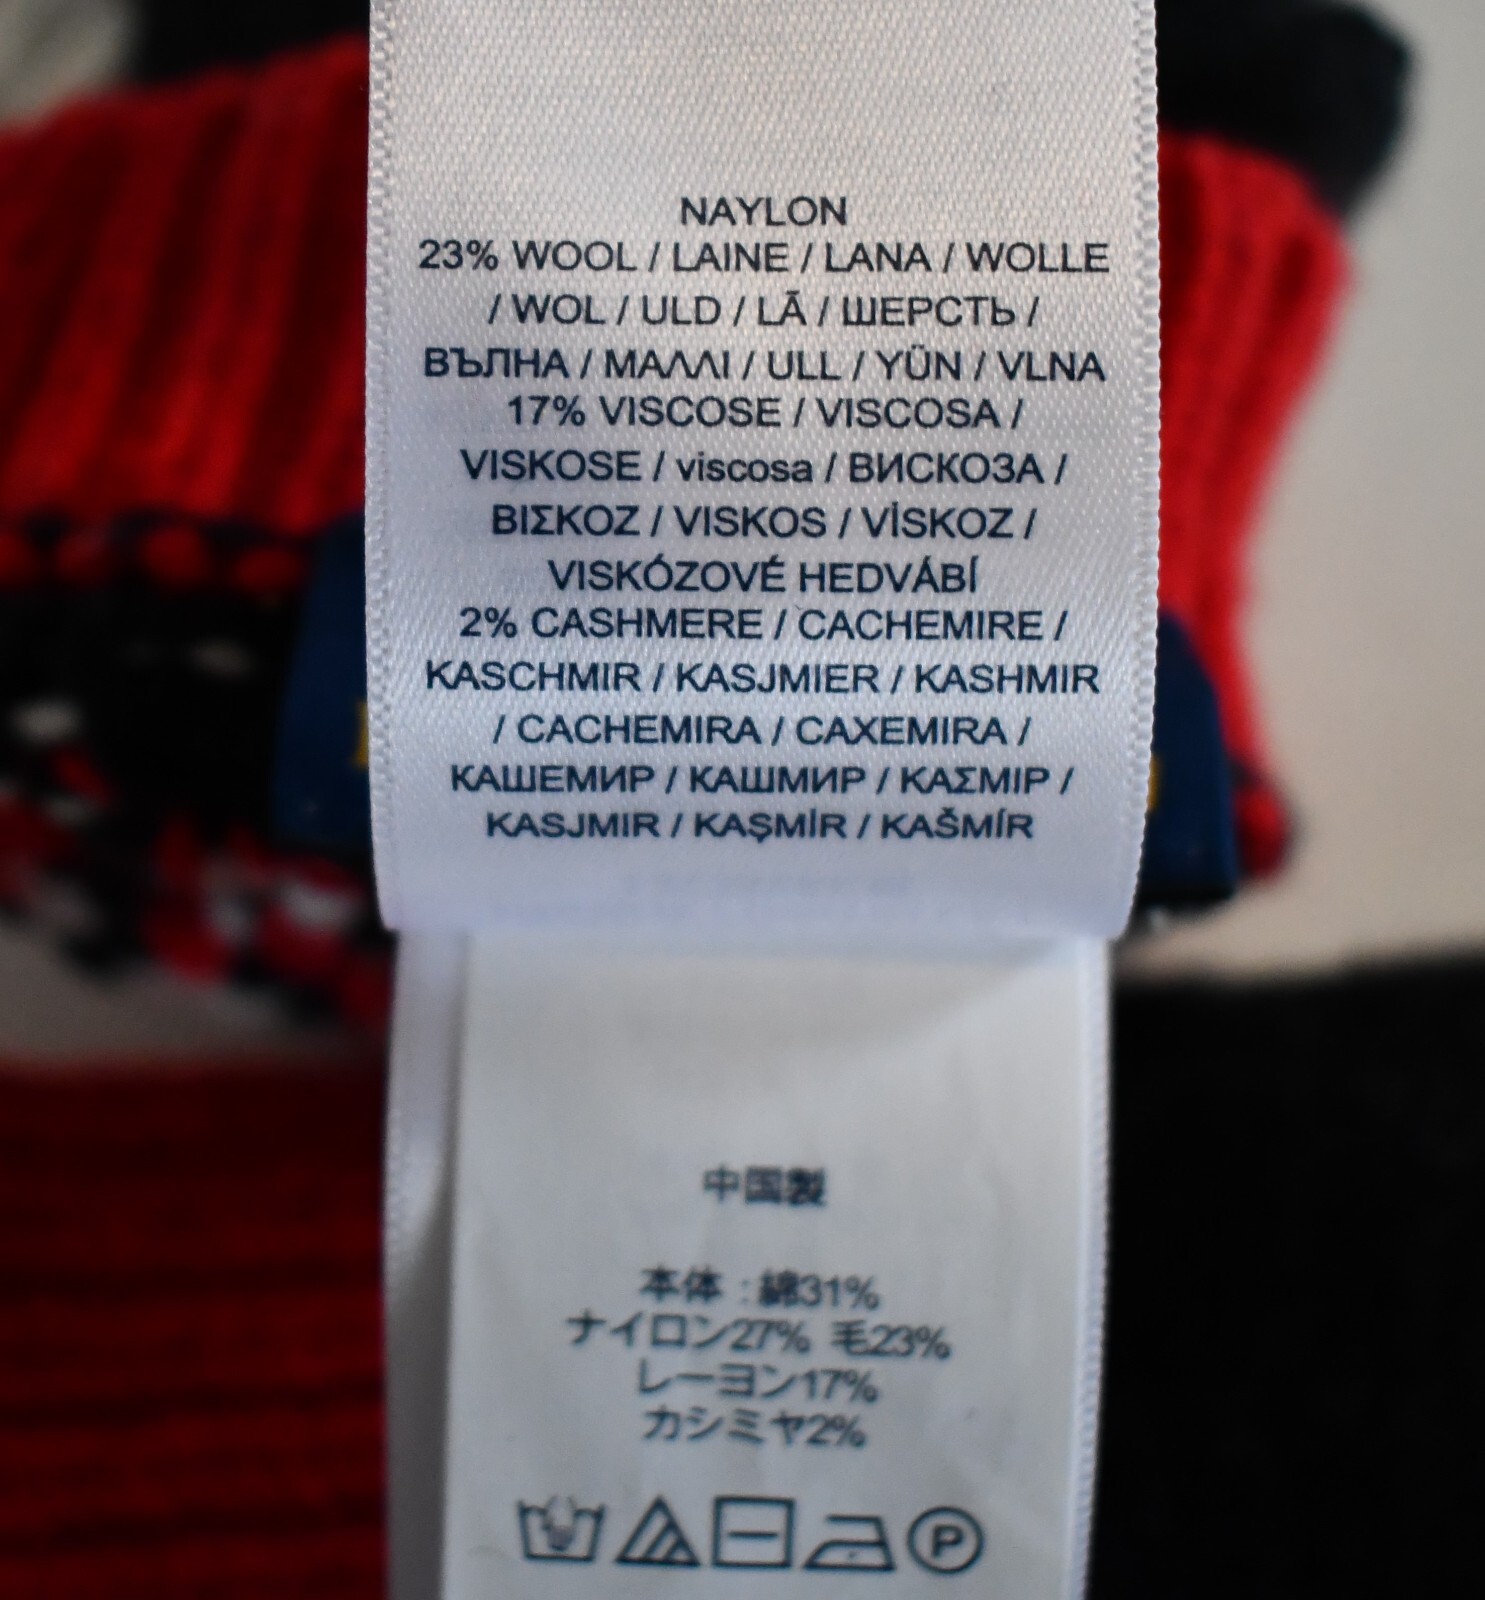 NAYLON
23% WOOL / LAINE / LANA / WOLLE
/ WOL / ULD / LÃ / ШЕРСТЬ /
ВЪЛНА / ΜΑΛΛΙ / ULL / YÜN / VLNA
17% VISCOSE / VISCOSA /
VISKOSE / viscosa / ВИСКОЗА /
ΒΙΣΚΟΖ / VISKOS / VİSKOZ /
VISKÓZOVÉ HEDVÁBÍ
2% CASHMERE / CACHEMIRE /
KASCHMIR / KASJMIER / KASHMIR
/ CACHEMIRA / CAXEMIRA /
КАШЕМИР / КАШМИР / ΚΑΣΜΙΡ /
KASJMIR / KAŞMİR / KAŠMÍR
中国製
本体 : 綿31%
ナイロン27% 毛23%
レーヨン17%
カシミヤ2%
P